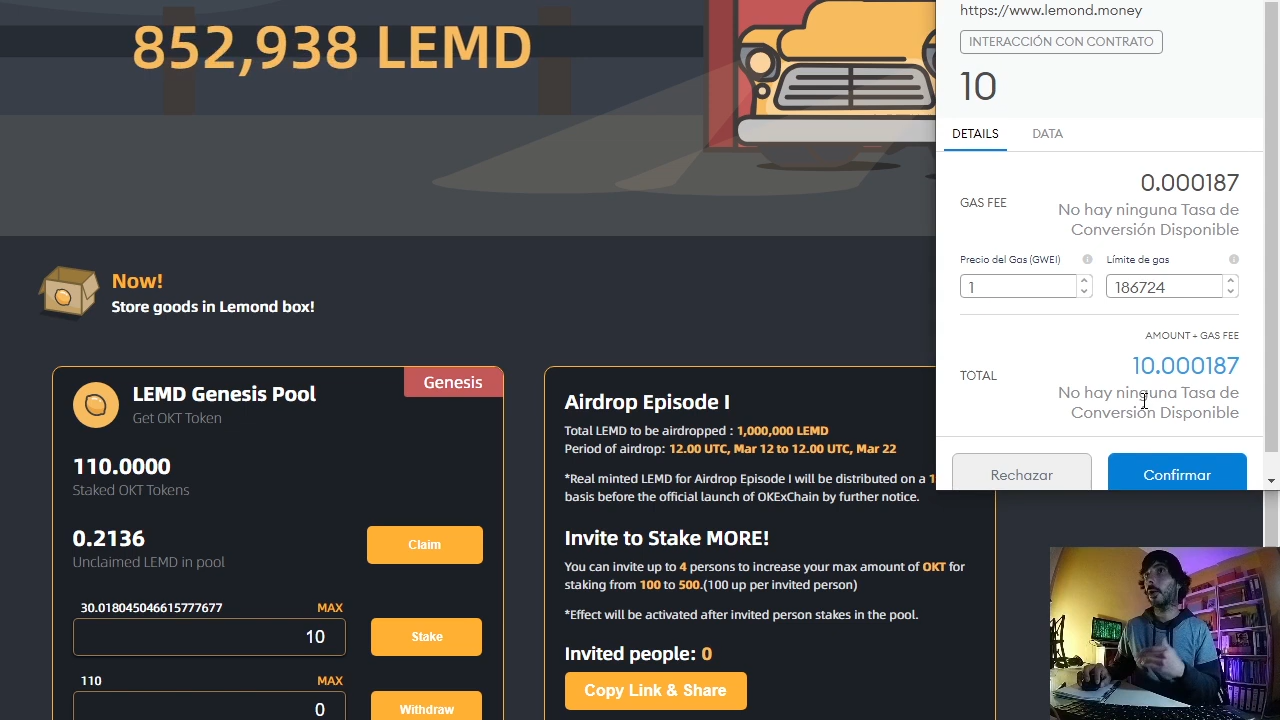 852,938 LEMD
Now!
Store goods in Lemond box!
LEMD Genesis Pool
Genesis
Get OKT Token
110.0000
Staked OKT Tokens
0.2136
Unclaimed LEMD in pool
Claim
30.018045046615777677
MAX
10
Stake
110
MAX
0
Withdraw
Airdrop Episode I
Total LEMD to be airdropped : 1,000,000 LEMD
Period of airdrop: 12.00 UTC, Mar 12 to 12.00 UTC, Mar 22
*Real minted LEMD for Airdrop Episode I will be distributed on a 1
basis before the official launch of OKExChain by further notice.
Invite to Stake MORE!
You can invite up to 4 persons to increase your max amount of OKT for
staking from 100 to 500.(100 up per invited person)
*Effect will be activated after invited person stakes in the pool.
Invited people: 0
Copy Link & Share
https://www.lemond.money
INTERACCIÓN CON CONTRATO
10
DETAILS
DATA
GAS FEE
0.000187
No hay ninguna Tasa de
Conversión Disponible
Precio del Gas (GWEI)
Límite de gas
1
186724
AMOUNT + GAS FEE
TOTAL
10.000187
No hay ninguna Tasa de
Conversión Disponible
Rechazar
Confirmar